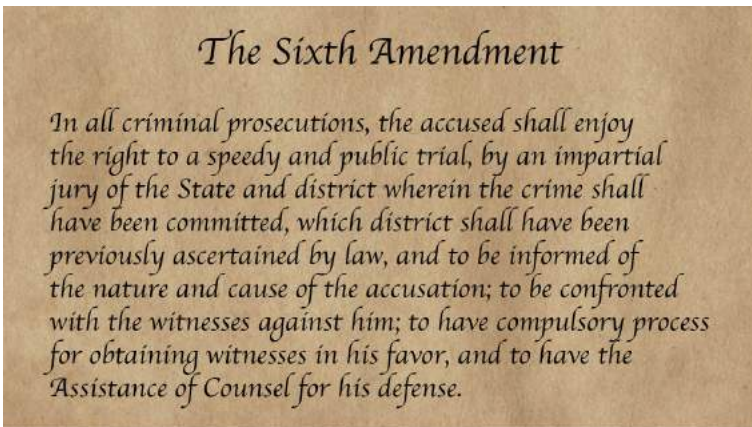 The Sixth Amendment
In all criminal prosecutions, the accused shall enjoy
the right to a speedy and public trial, by an impartial
jury of the State and district wherein the crime shall
have been committed, which district shall have been
previously ascertained by law, and to be informed of
the nature and cause of the accusation; to be confronted
with the witnesses against him; to have compulsory process
for obtaining witnesses in his favor, and to have the
Assistance of Counsel for his defense.